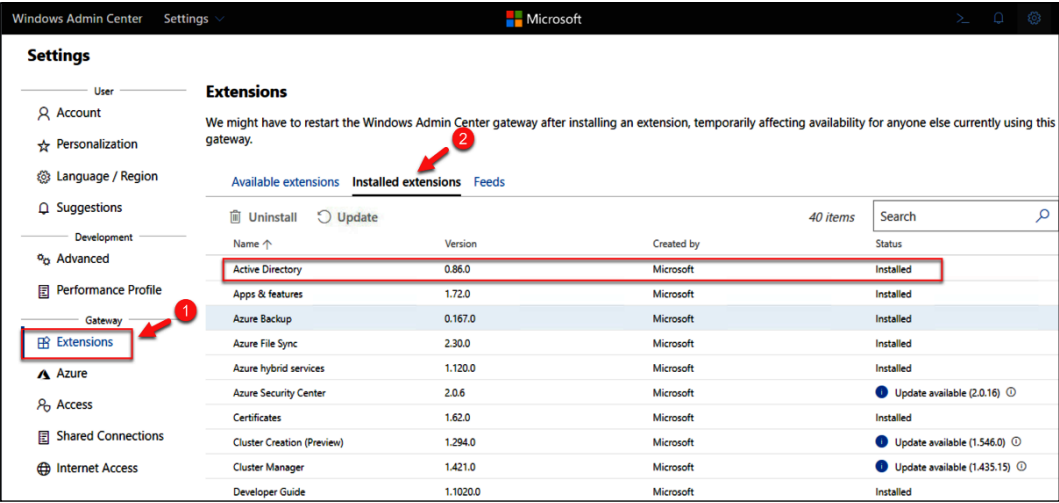 Windows Admin Center Settings Microsoft
Settings
User
Account
Personalization
Language / Region
Suggestions
Development
Advanced
Performance Profile
Gateway
1
Extensions
Azure
Access
Shared Connections
Internet Access
Extensions
We might have to restart the Windows Admin Center gateway after installing an extension, temporarily affecting availability for anyone else currently using this
gateway.
2
Available extensions Installed extensions Feeds
Uninstall Update 40 items Search
Name Version Created by Status
Active Directory 0.86.0 Microsoft Installed
Apps & features 1.72.0 Microsoft Installed
Azure Backup 0.167.0 Microsoft Installed
Azure File Sync 2.30.0 Microsoft Installed
Azure hybrid services 1.120.0 Microsoft Installed
Azure Security Center 2.0.6 Microsoft Update available (2.0.16)
Certificates 1.62.0 Microsoft Installed
Cluster Creation (Preview) 1.294.0 Microsoft Update available (1.546.0)
Cluster Manager 1.421.0 Microsoft Update available (1.435.15)
Developer Guide 1.1020.0 Microsoft Installed